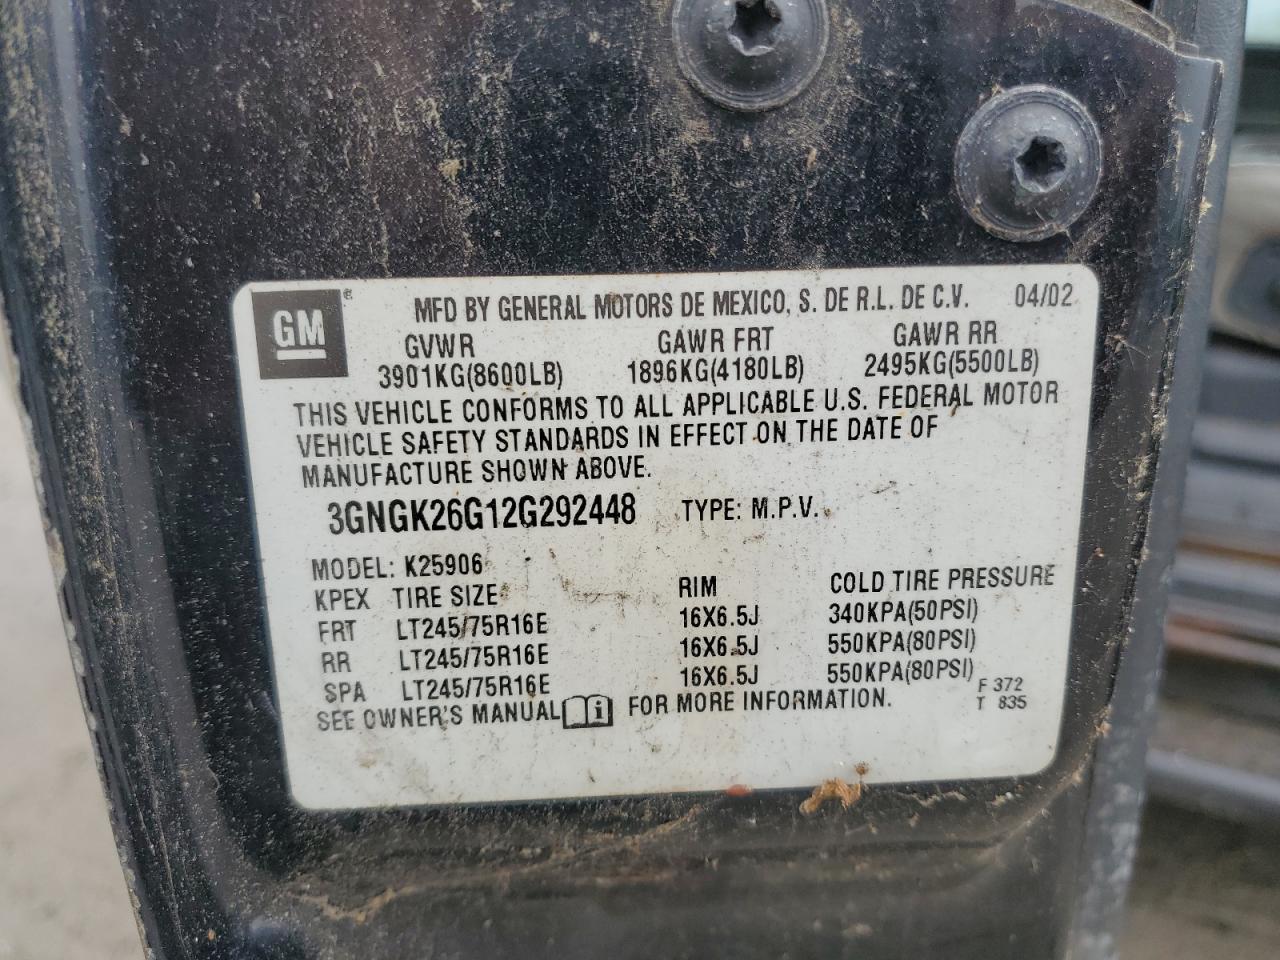 GM ® MFD BY GENERAL MOTORS DE MEXICO, S. DE R.L. DE C.V. 04/02
GVWR GAWR FRT GAWR RR
3901KG(8600LB) 1896KG(4180LB) 2495KG(5500LB)
THIS VEHICLE CONFORMS TO ALL APPLICABLE U.S. FEDERAL MOTOR
VEHICLE SAFETY STANDARDS IN EFFECT ON THE DATE OF
MANUFACTURE SHOWN ABOVE.
3GNGK26G12G292448 TYPE: M.P.V.
MODEL: K25906
KPEX TIRE SIZE RIM COLD TIRE PRESSURE
FRT LT245/75R16E 16X6.5J 340KPA(50PSI)
RR LT245/75R16E 16X6.5J 550KPA(80PSI)
SPA LT245/75R16E 16X6.5J 550KPA(80PSI)
SEE OWNER'S MANUAL i FOR MORE INFORMATION.
F 372
T 835